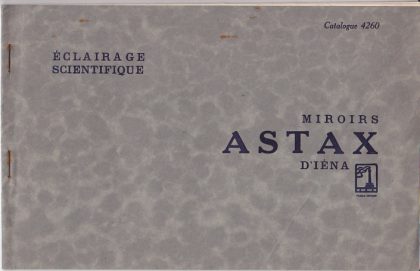 Catalogue 4260
ÉCLAIRAGE
SCIENTIFIQUE
MIROIRS
ASTAX
D'IÉNA